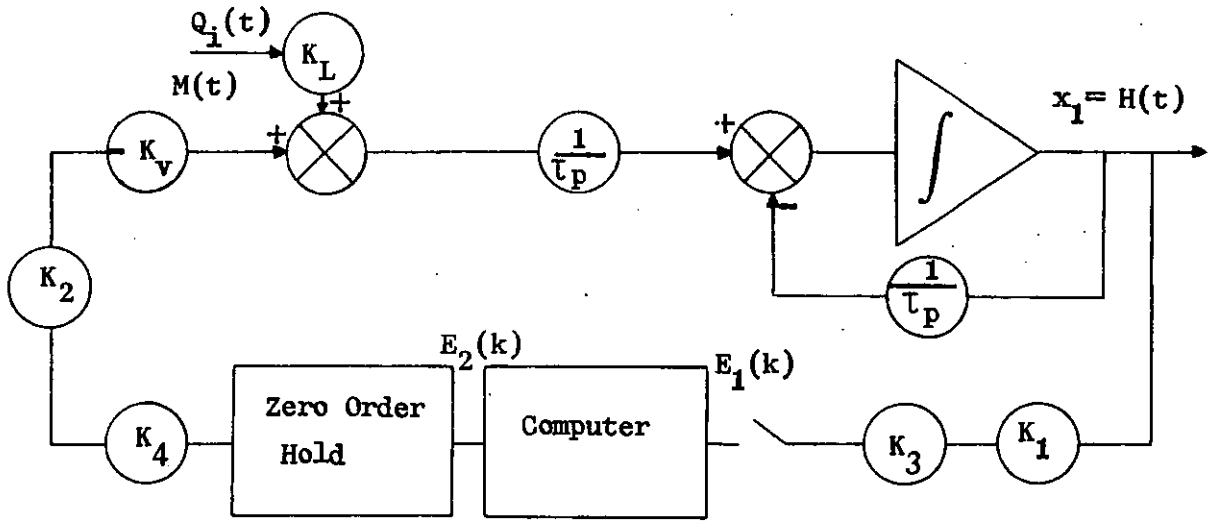 Q_i(t)
K_L
M(t)
+
+
K_v
1
τ_p
+
-
∫
x_1 = H(t)
1
τ_p
K_2
K_4
Zero Order
Hold
E_2(k)
Computer
E_1(k)
K_3
K_1